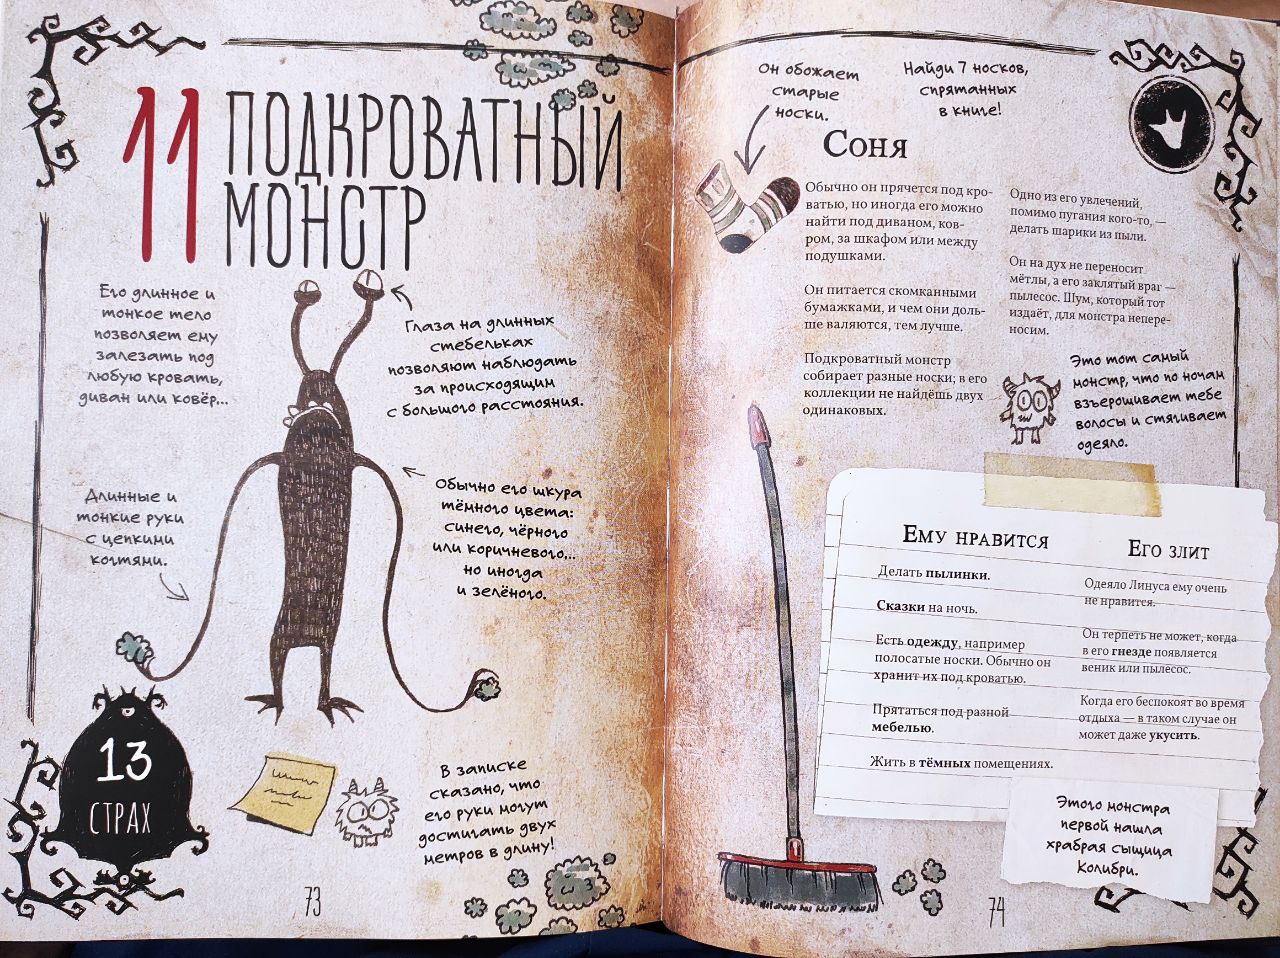 11
ПОДКРОВАТНЫЙ
МОНСТР
Его длинное и
тонкое тело
позволяет ему
залезать под
любую кровать,
диван или ковёр...
Глаза на длинных
стебельках
позволяют наблюдать
за происходящим
с большого расстояния.
Длинные и
тонкие руки
с цепкими
когтями.
Обычно его шкура
тёмного цвета:
синего, чёрного
или коричневого...
но иногда
и зелёного.
13
СТРАХ
В записке
сказано, что
его руки могут
достигать двух
метров в длину!
73
Он обожает
старые
носки.
Найди 7 носков,
спрятанных
в книге!
Соня
Обычно он прячется под кро-
ватью, но иногда его можно
найти под диваном, ков-
ром, за шкафом или между
подушками.
Он питается скомканными
бумажками, и чем они доль-
ше валяются, тем лучше.
Подкроватный монстр
собирает разные носки; в его
коллекции не найдёшь двух
одинаковых.
Одно из его увлечений,
помимо пугания кого-то, —
делать шарики из пыли.
Он на дух не переносит
мётлы, а его заклятый враг —
пылесос. Шум, который тот
издаёт, для монстра непере-
носим.
Это тот самый
монстр, что по ночам
взъерошивает тебе
волосы и стягивает
одеяло.
Ему нравится
Делать пылинки.
Сказки на ночь.
Есть одежду, например
полосатые носки. Обычно он
хранит их под кроватью.
Прятаться под разной
мебелью.
Жить в тёмных помещениях.
Его злит
Одеяло Линуса ему очень
не нравится.
Он терпеть не может, когда
в его гнезде появляется
веник или пылесос.
Когда его беспокоят во время
отдыха — в таком случае он
может даже укусить.
Этого монстра
первой нашла
храбрая сыщица
Колибри.
74